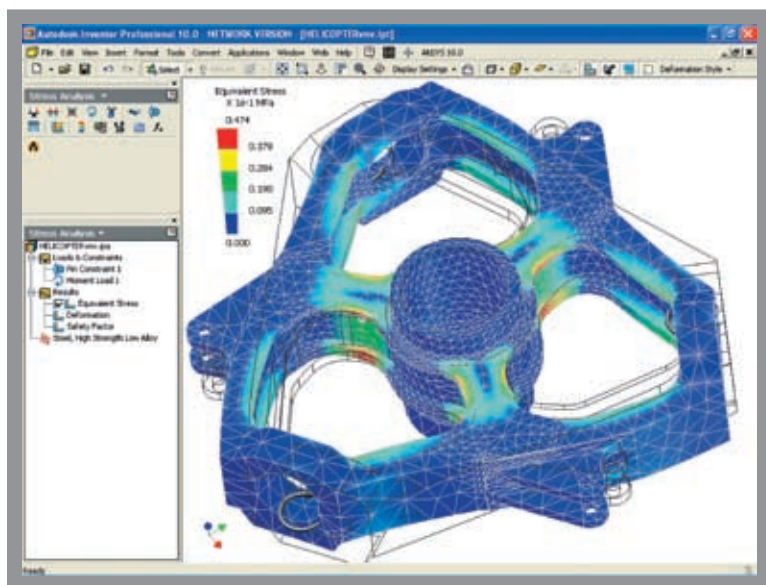 Autodesk Inventor Professional 10.0 - NETWORK VERSION - [HELICOPTERenv.ipt]
File Edit View Insert Format Tools Convert Applications Window Web Help ANSYS 10.0
Select Display Settings Deformation Style
Stress Analysis
Equivalent Stress
X 1e-1 MPa
0.474
0.379
0.284
0.190
0.095
0.000
Stress Analysis
HELICOPTERenv.ipa
Loads & Constraints
Pin Constraint 1
Moment Load 1
Results
Equivalent Stress
Deformation
Safety Factor
Steel, High Strength Low Alloy
Ready